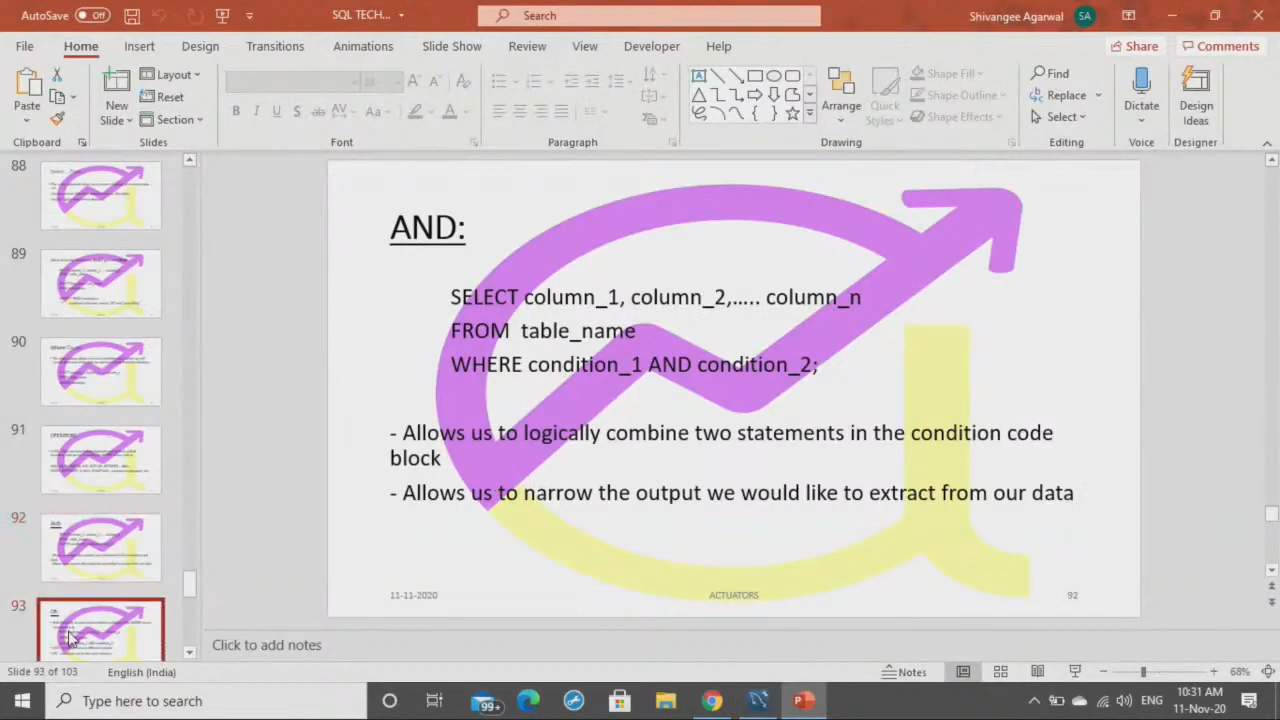 AutoSave Off SQL TECH... Search Shivangee Agarwal SA
File Home Insert Design Transitions Animations Slide Show Review View Developer Help Share Comments
Paste New Slide Layout Reset Section Arrange Quick Styles Shape Fill Shape Outline Shape Effects Find Replace Select Dictate Design Ideas
Clipboard Slides Font Paragraph Drawing Editing Voice Designer
88
89
90
91
92
93
AND:
SELECT column_1, column_2,..... column_n
FROM table_name
WHERE condition_1 AND condition_2;
- Allows us to logically combine two statements in the condition code
block
- Allows us to narrow the output we would like to extract from our data
11-11-2020 ACTUATORS 92
Click to add notes
Slide 93 of 103 English (India) Notes 68%
Type here to search 99+ ENG 10:31 AM
11-Nov-20